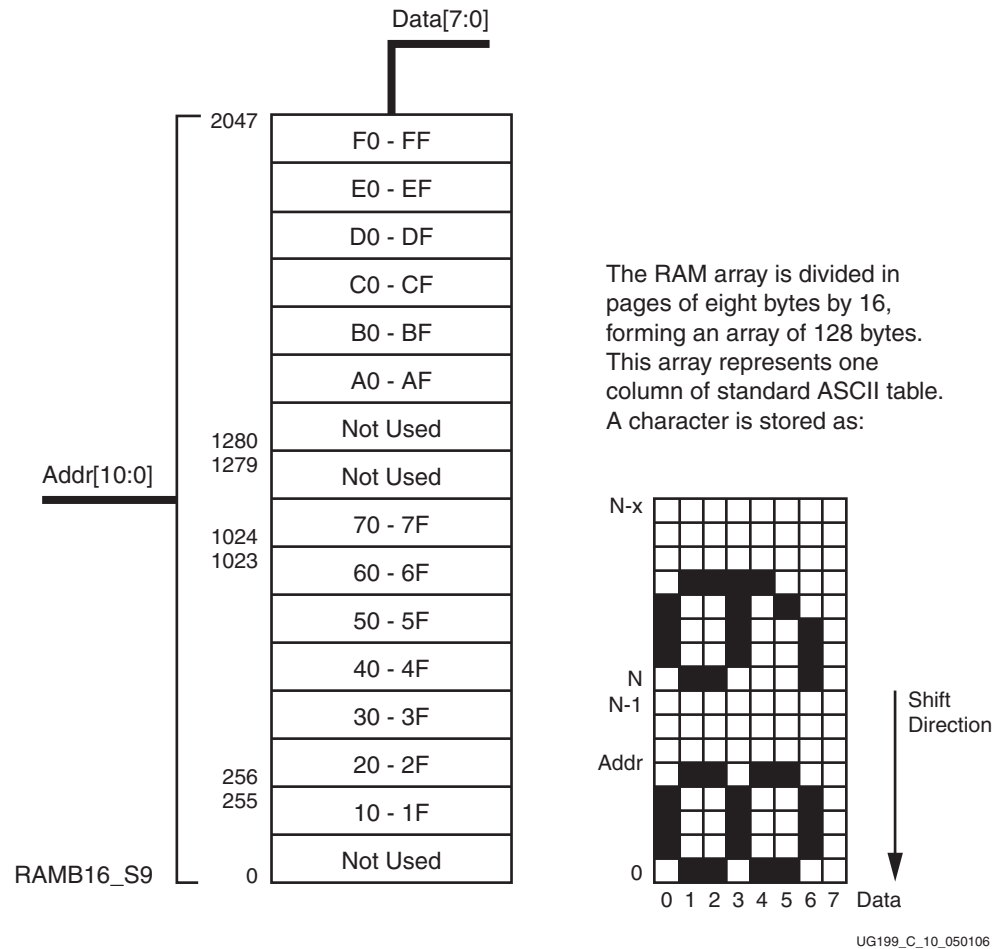 Data[7:0]
2047
F0 - FF
E0 - EF
D0 - DF
C0 - CF
B0 - BF
A0 - AF
Not Used
1280
1279
Not Used
Addr[10:0]
70 - 7F
1024
1023
60 - 6F
50 - 5F
40 - 4F
30 - 3F
20 - 2F
256
255
10 - 1F
Not Used
RAMB16_S9
0
The RAM array is divided in
pages of eight bytes by 16,
forming an array of 128 bytes.
This array represents one
column of standard ASCII table.
A character is stored as:
N-x
N
N-1
Addr
0
Shift
Direction
0 1 2 3 4 5 6 7 Data
UG199_C_10_050106